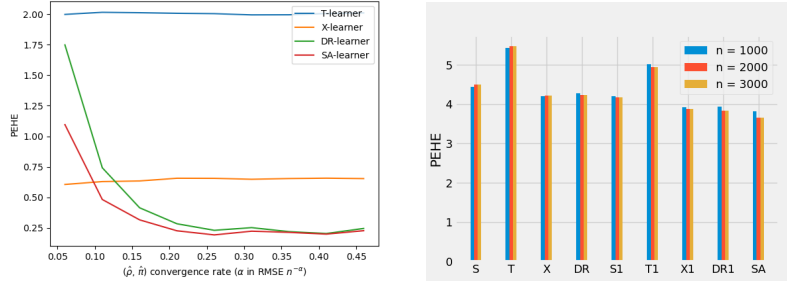 2.00
1.75
1.50
1.25
1.00
0.75
0.50
0.25
PEHE
T-learner
X-learner
DR-learner
SA-learner
0.05 0.10 0.15 0.20 0.25 0.30 0.35 0.40 0.45
(ρ̂, π̂) convergence rate (α in RMSE n^{-α})
5
4
3
2
1
0
PEHE
n = 1000
n = 2000
n = 3000
S T X DR S1 T1 X1 DR1 SA